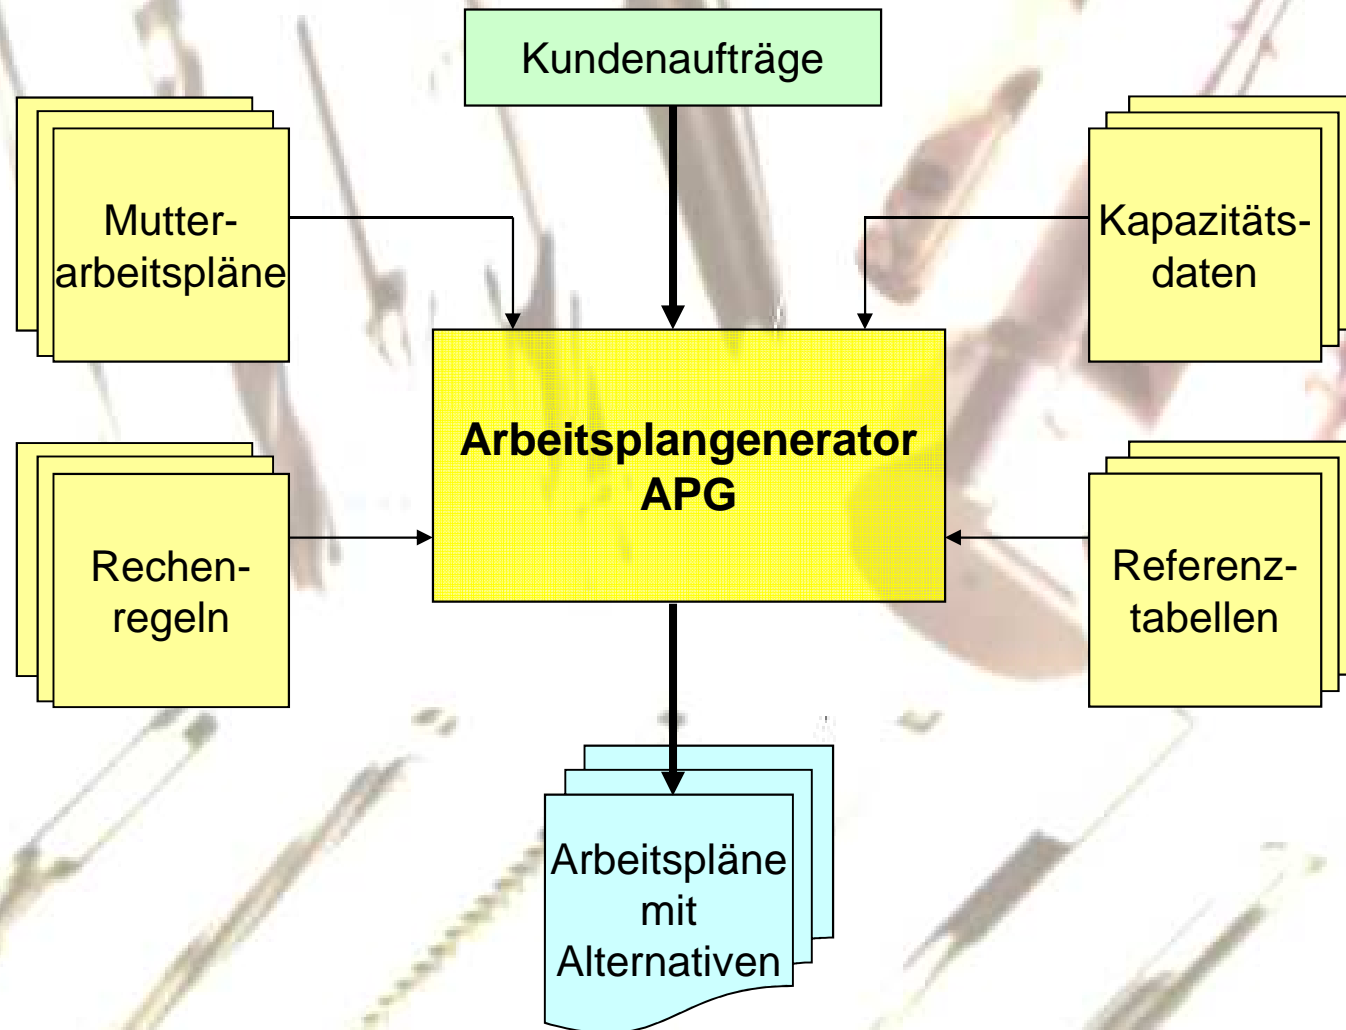 Kundenaufträge
Mutter-
arbeitspläne
Kapazitäts-
daten
Arbeitsplangenerator
APG
Rechen-
regeln
Referenz-
tabellen
Arbeitspläne
mit
Alternativen